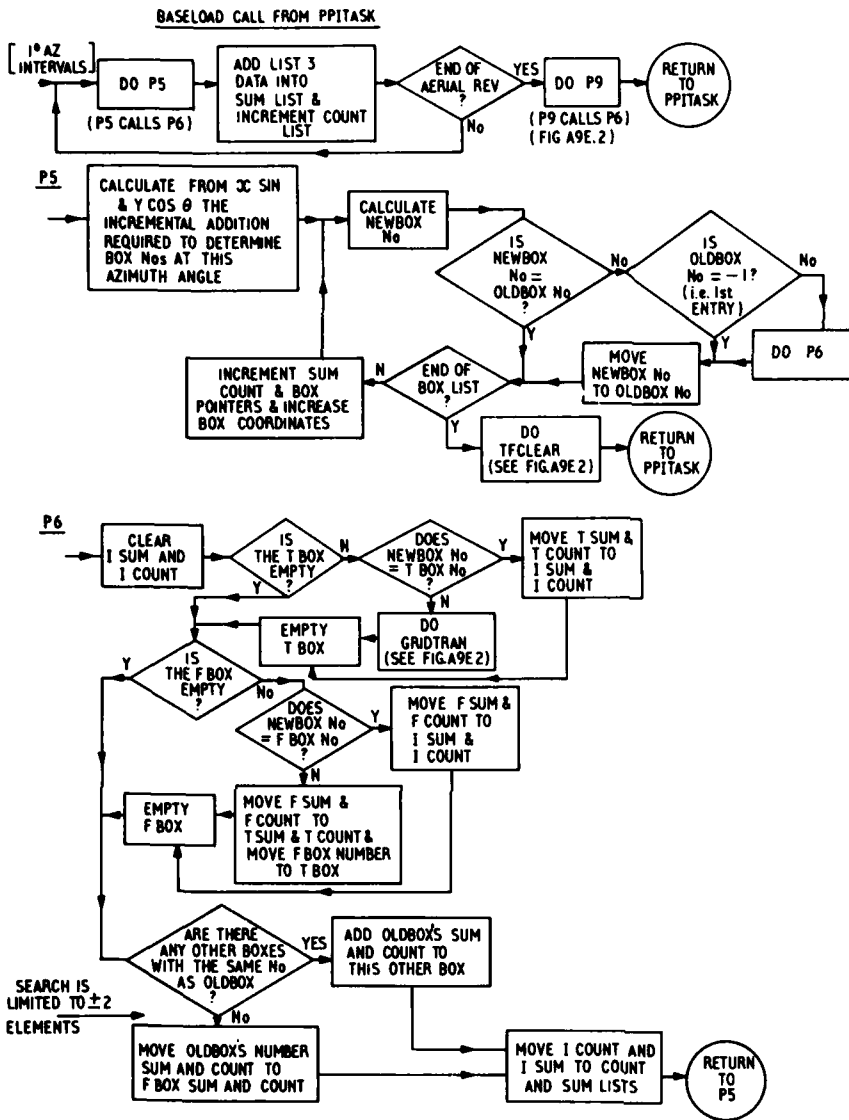 BASELOAD CALL FROM PPITASK
[ 1° AZ
INTERVALS ]
DO P5
(P5 CALLS P6)
ADD LIST 3
DATA INTO
SUM LIST &
INCREMENT COUNT
LIST
END OF
AERIAL REV
?
YES
No
DO P9
(P9 CALLS P6)
(FIG A9E.2)
RETURN
TO
PPITASK
P5
CALCULATE FROM X SIN
& Y COS θ THE
INCREMENTAL ADDITION
REQUIRED TO DETERMINE
BOX Nos AT THIS
AZIMUTH ANGLE
CALCULATE
NEWBOX
No
IS
NEWBOX
No =
OLDBOX No
?
No
Y
IS
OLDBOX
No = -1?
(i.e. 1st
ENTRY)
No
Y
DO P6
MOVE
NEWBOX No
TO OLDBOX No
END OF
BOX LIST
?
N
Y
INCREMENT SUM
COUNT & BOX
POINTERS & INCREASE
BOX COORDINATES
DO
TFCLEAR
(SEE FIG.A9E2)
RETURN
TO
PPITASK
P6
CLEAR
I SUM AND
I COUNT
IS
THE T BOX
EMPTY
?
N
Y
DOES
NEWBOX No
= T BOX No
?
Y
N
MOVE T SUM &
T COUNT TO
I SUM &
I COUNT
DO
GRIDTRAN
(SEE FIG.A9E2)
EMPTY
T BOX
IS
THE F BOX
EMPTY
?
Y
No
DOES
NEWBOX No
= F BOX No
?
Y
N
MOVE F SUM &
F COUNT TO
I SUM &
I COUNT
MOVE F SUM &
F COUNT TO
T SUM & T COUNT &
MOVE F BOX NUMBER
TO T BOX
EMPTY
F BOX
ARE THERE
ANY OTHER BOXES
WITH THE SAME No
AS OLDBOX
?
YES
No
ADD OLDBOX'S SUM
AND COUNT TO
THIS OTHER BOX
SEARCH IS
LIMITED TO ±2
ELEMENTS
MOVE OLDBOX'S NUMBER
SUM AND COUNT TO
F BOX SUM AND COUNT
MOVE I COUNT AND
I SUM TO COUNT
AND SUM LISTS
RETURN
TO
P5